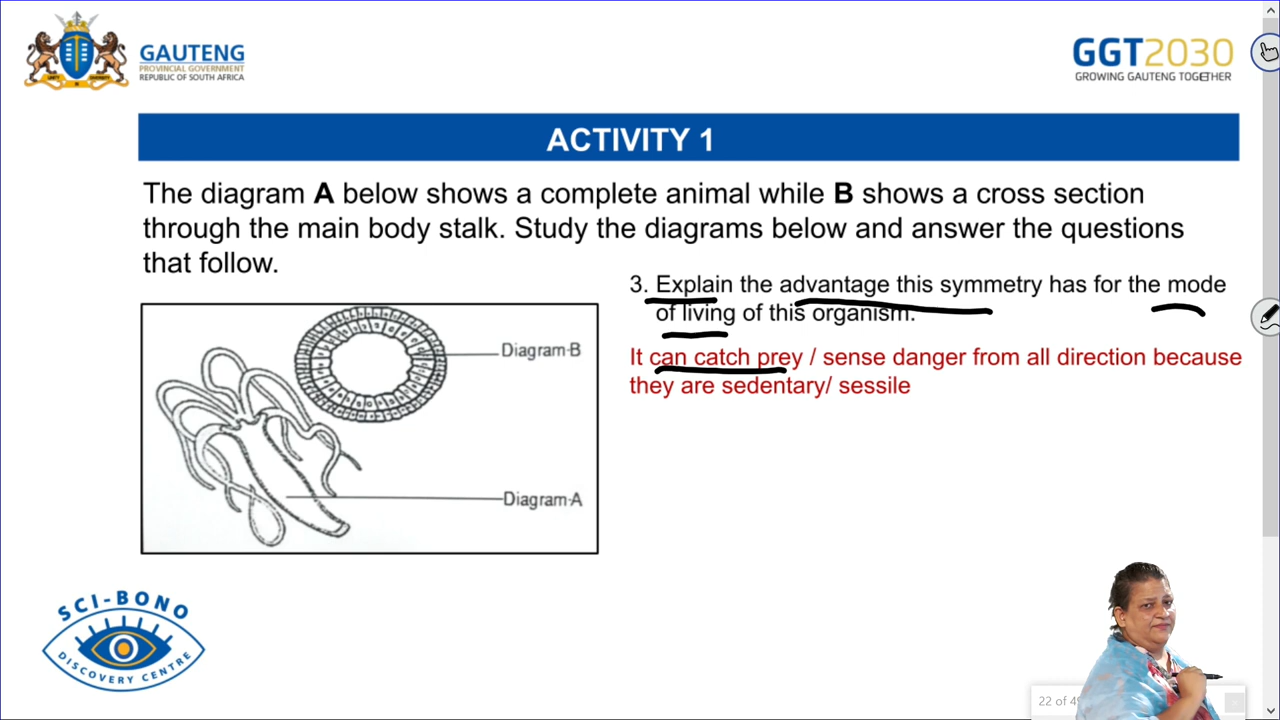 GAUTENG
PROVINCIAL GOVERNMENT
REPUBLIC OF SOUTH AFRICA
GGT2030
GROWING GAUTENG TOGETHER
ACTIVITY 1
The diagram A below shows a complete animal while B shows a cross section
through the main body stalk. Study the diagrams below and answer the questions
that follow.
3. Explain the advantage this symmetry has for the mode
of living of this organism.
It can catch prey / sense danger from all direction because
they are sedentary/ sessile
Diagram-B
Diagram-A
SCI-BONO
DISCOVERY CENTRE
22 of